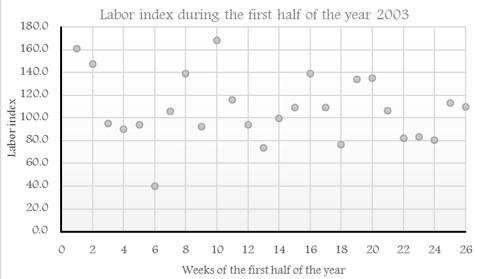 Labor index during the first half of the year 2003
180.0
160.0
140.0
120.0
100.0
80.0
60.0
40.0
20.0
0.0
Labor index
0 2 4 6 8 10 12 14 16 18 20 22 24 26
Weeks of the first half of the year